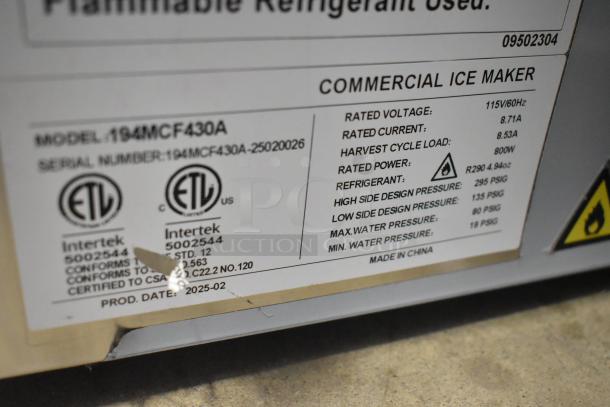 Flammable Refrigerant Used.
09502304
COMMERCIAL ICE MAKER
MODEL: 194MCF430A
SERIAL NUMBER:194MCF430A-25020026
ETL
C ETL US
Intertek
5002544
Intertek
5002544
CONFORMS TO STD. 12
CONFORMS TO .563
CERTIFIED TO CSA C22.2 NO.120
PROD. DATE: 2025-02
RATED VOLTAGE: 115V/60Hz
RATED CURRENT: 8.71A
HARVEST CYCLE LOAD: 8.53A
RATED POWER: 800W
REFRIGERANT: R290 4.94oz
HIGH SIDE DESIGN PRESSURE: 295 PSIG
LOW SIDE DESIGN PRESSURE: 135 PSIG
MAX.WATER PRESSURE: 80 PSIG
MIN. WATER PRESSURE: 18 PSIG
MADE IN CHINA
AUCTION